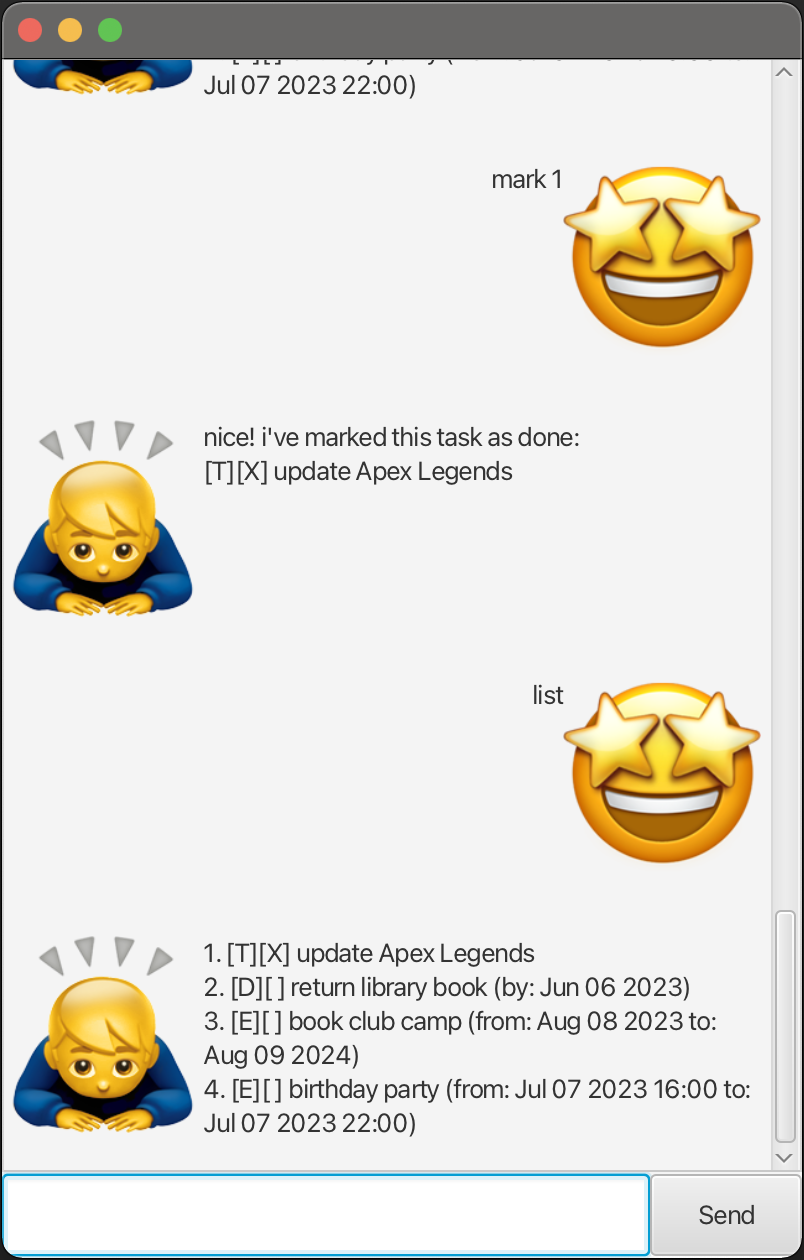 Jul 07 2023 22:00)
mark 1
nice! i've marked this task as done:
[T][X] update Apex Legends
list
1. [T][X] update Apex Legends
2. [D][ ] return library book (by: Jun 06 2023)
3. [E][ ] book club camp (from: Aug 08 2023 to:
Aug 09 2024)
4. [E][ ] birthday party (from: Jul 07 2023 16:00 to:
Jul 07 2023 22:00)
Send